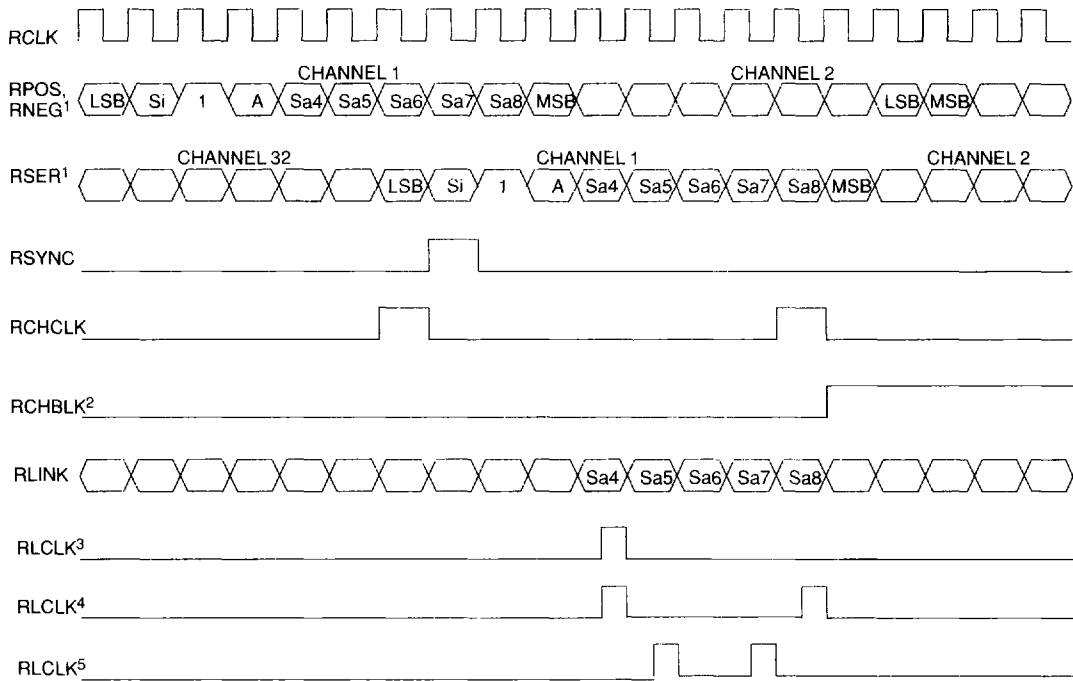 RCLK
CHANNEL 1 CHANNEL 2
RPOS,
RNEG1 LSB Si 1 A Sa4 Sa5 Sa6 Sa7 Sa8 MSB LSB MSB
CHANNEL 32 CHANNEL 1 CHANNEL 2
RSER1 LSB Si 1 A Sa4 Sa5 Sa6 Sa7 Sa8 MSB
RSYNC
RCHCLK
RCHBLK2
RLINK Sa4 Sa5 Sa6 Sa7 Sa8
RLCLK3
RLCLK4
RLCLK5